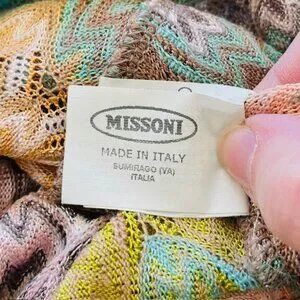 MISSONI
MADE IN ITALY
SUMIRAGO (VA)
ITALIA